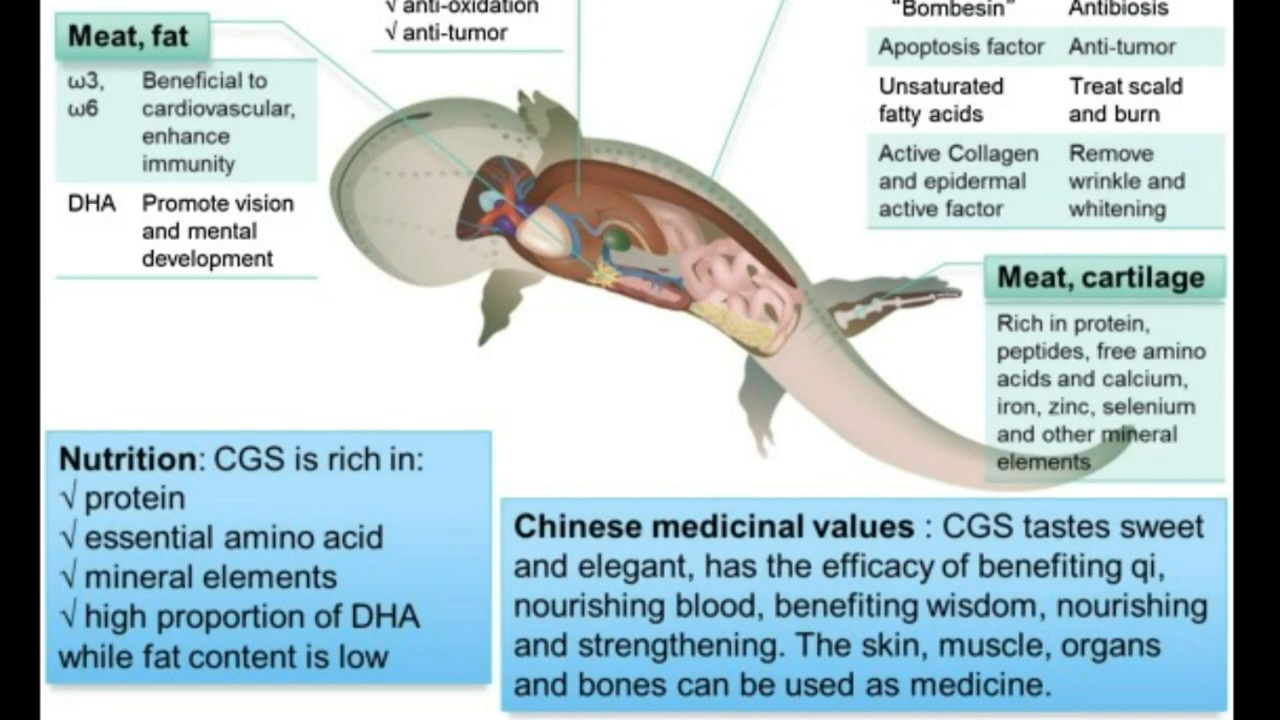 √ anti-oxidation
√ anti-tumor
Meat, fat
ω3, Beneficial to
ω6 cardiovascular,
enhance
immunity
DHA Promote vision
and mental
development
"Bombesin" Antibiosis
Apoptosis factor Anti-tumor
Unsaturated Treat scald
fatty acids and burn
Active Collagen Remove
and epidermal wrinkle and
active factor whitening
Meat, cartilage
Rich in protein,
peptides, free amino
acids and calcium,
iron, zinc, selenium
and other mineral
elements
Nutrition: CGS is rich in:
√ protein
√ essential amino acid
√ mineral elements
√ high proportion of DHA
while fat content is low
Chinese medicinal values : CGS tastes sweet
and elegant, has the efficacy of benefiting qi,
nourishing blood, benefiting wisdom, nourishing
and strengthening. The skin, muscle, organs
and bones can be used as medicine.